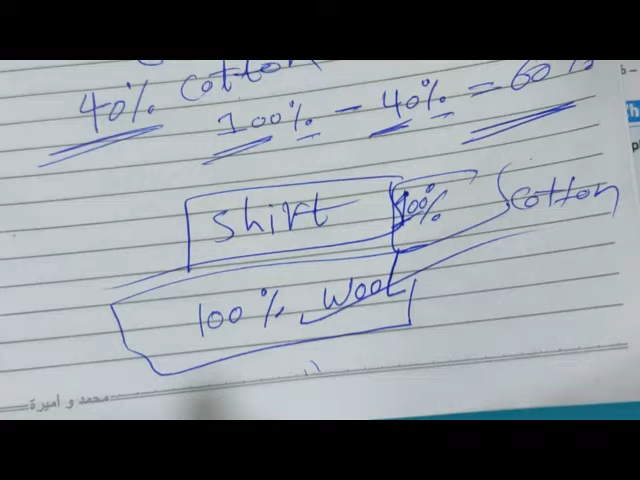 40% cotton
100% - 40% = 60%
Shirt 100% cotton
100% Wool
محمد و اميرة